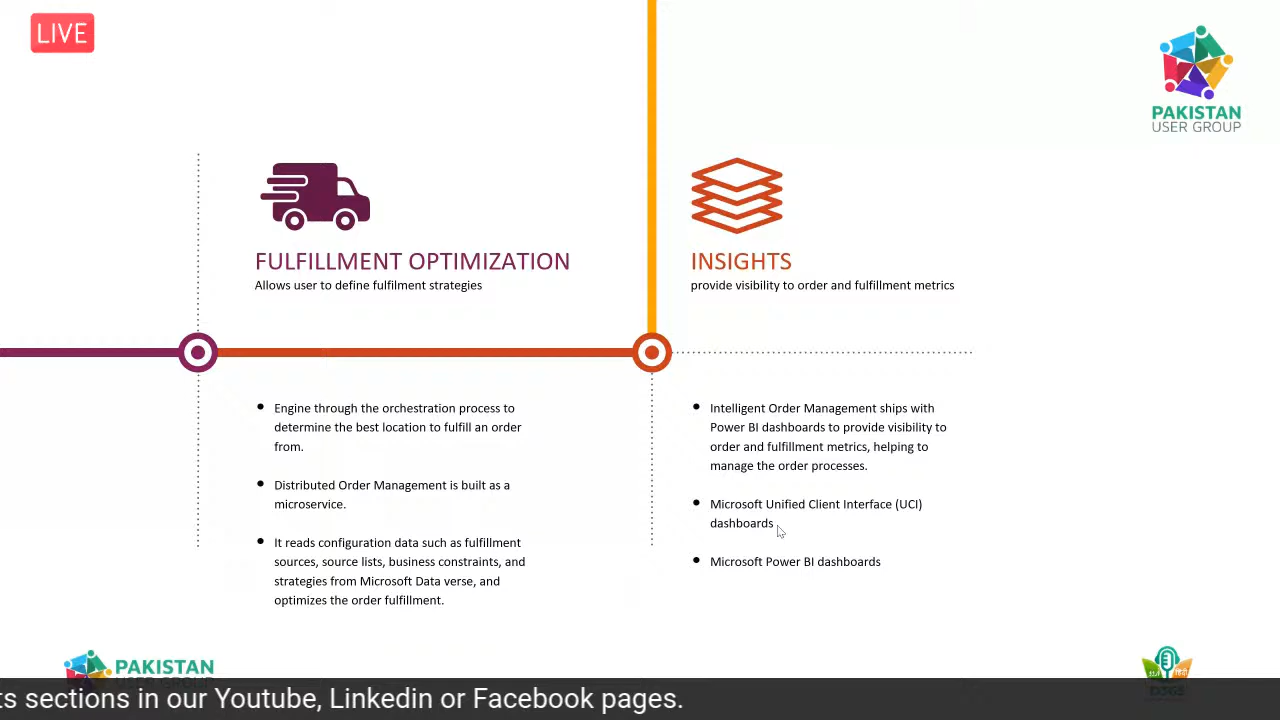 LIVE
PAKISTAN
USER GROUP
FULFILLMENT OPTIMIZATION
Allows user to define fulfilment strategies
INSIGHTS
provide visibility to order and fulfillment metrics
• Engine through the orchestration process to
determine the best location to fulfill an order
from.
• Distributed Order Management is built as a
microservice.
• It reads configuration data such as fulfillment
sources, source lists, business constraints, and
strategies from Microsoft Data verse, and
optimizes the order fulfillment.
• Intelligent Order Management ships with
Power BI dashboards to provide visibility to
order and fulfillment metrics, helping to
manage the order processes.
• Microsoft Unified Client Interface (UCI)
dashboards
• Microsoft Power BI dashboards
PAKISTAN
USER GROUP
ts sections in our Youtube, Linkedin or Facebook pages.